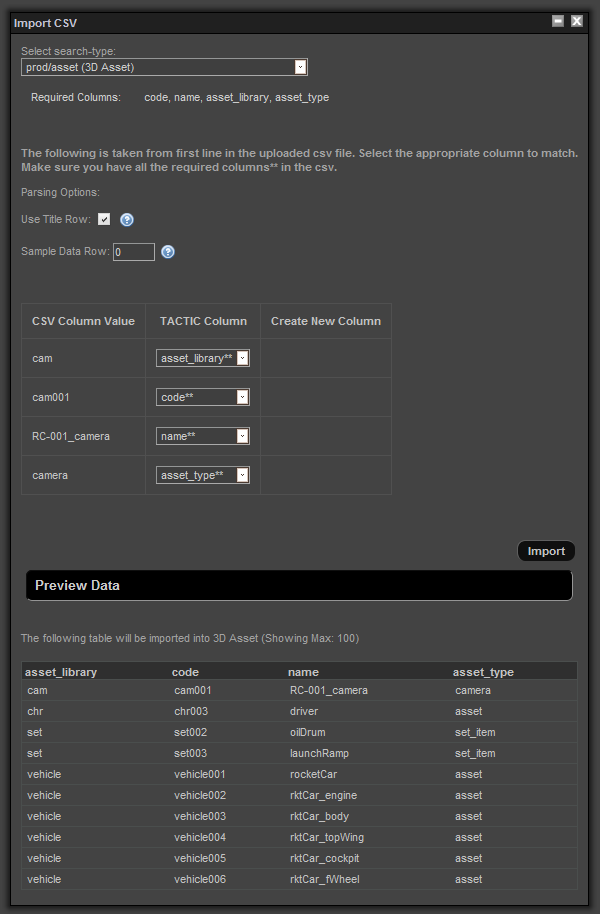 Import CSV
Select search-type:
prod/asset (3D Asset)
Required Columns: code, name, asset_library, asset_type
The following is taken from first line in the uploaded csv file. Select the appropriate column to match.
Make sure you have all the required columns** in the csv.
Parsing Options:
Use Title Row:
Sample Data Row: 0
CSV Column Value TACTIC Column Create New Column
cam asset_library**
cam001 code**
RC-001_camera name**
camera asset_type**
Import
Preview Data
The following table will be imported into 3D Asset (Showing Max: 100)
asset_library code name asset_type
cam cam001 RC-001_camera camera
chr chr003 driver asset
set set002 oilDrum set_item
set set003 launchRamp set_item
vehicle vehicle001 rocketCar asset
vehicle vehicle002 rktCar_engine asset
vehicle vehicle003 rktCar_body asset
vehicle vehicle004 rktCar_topWing asset
vehicle vehicle005 rktCar_cockpit asset
vehicle vehicle006 rktCar_fWheel asset